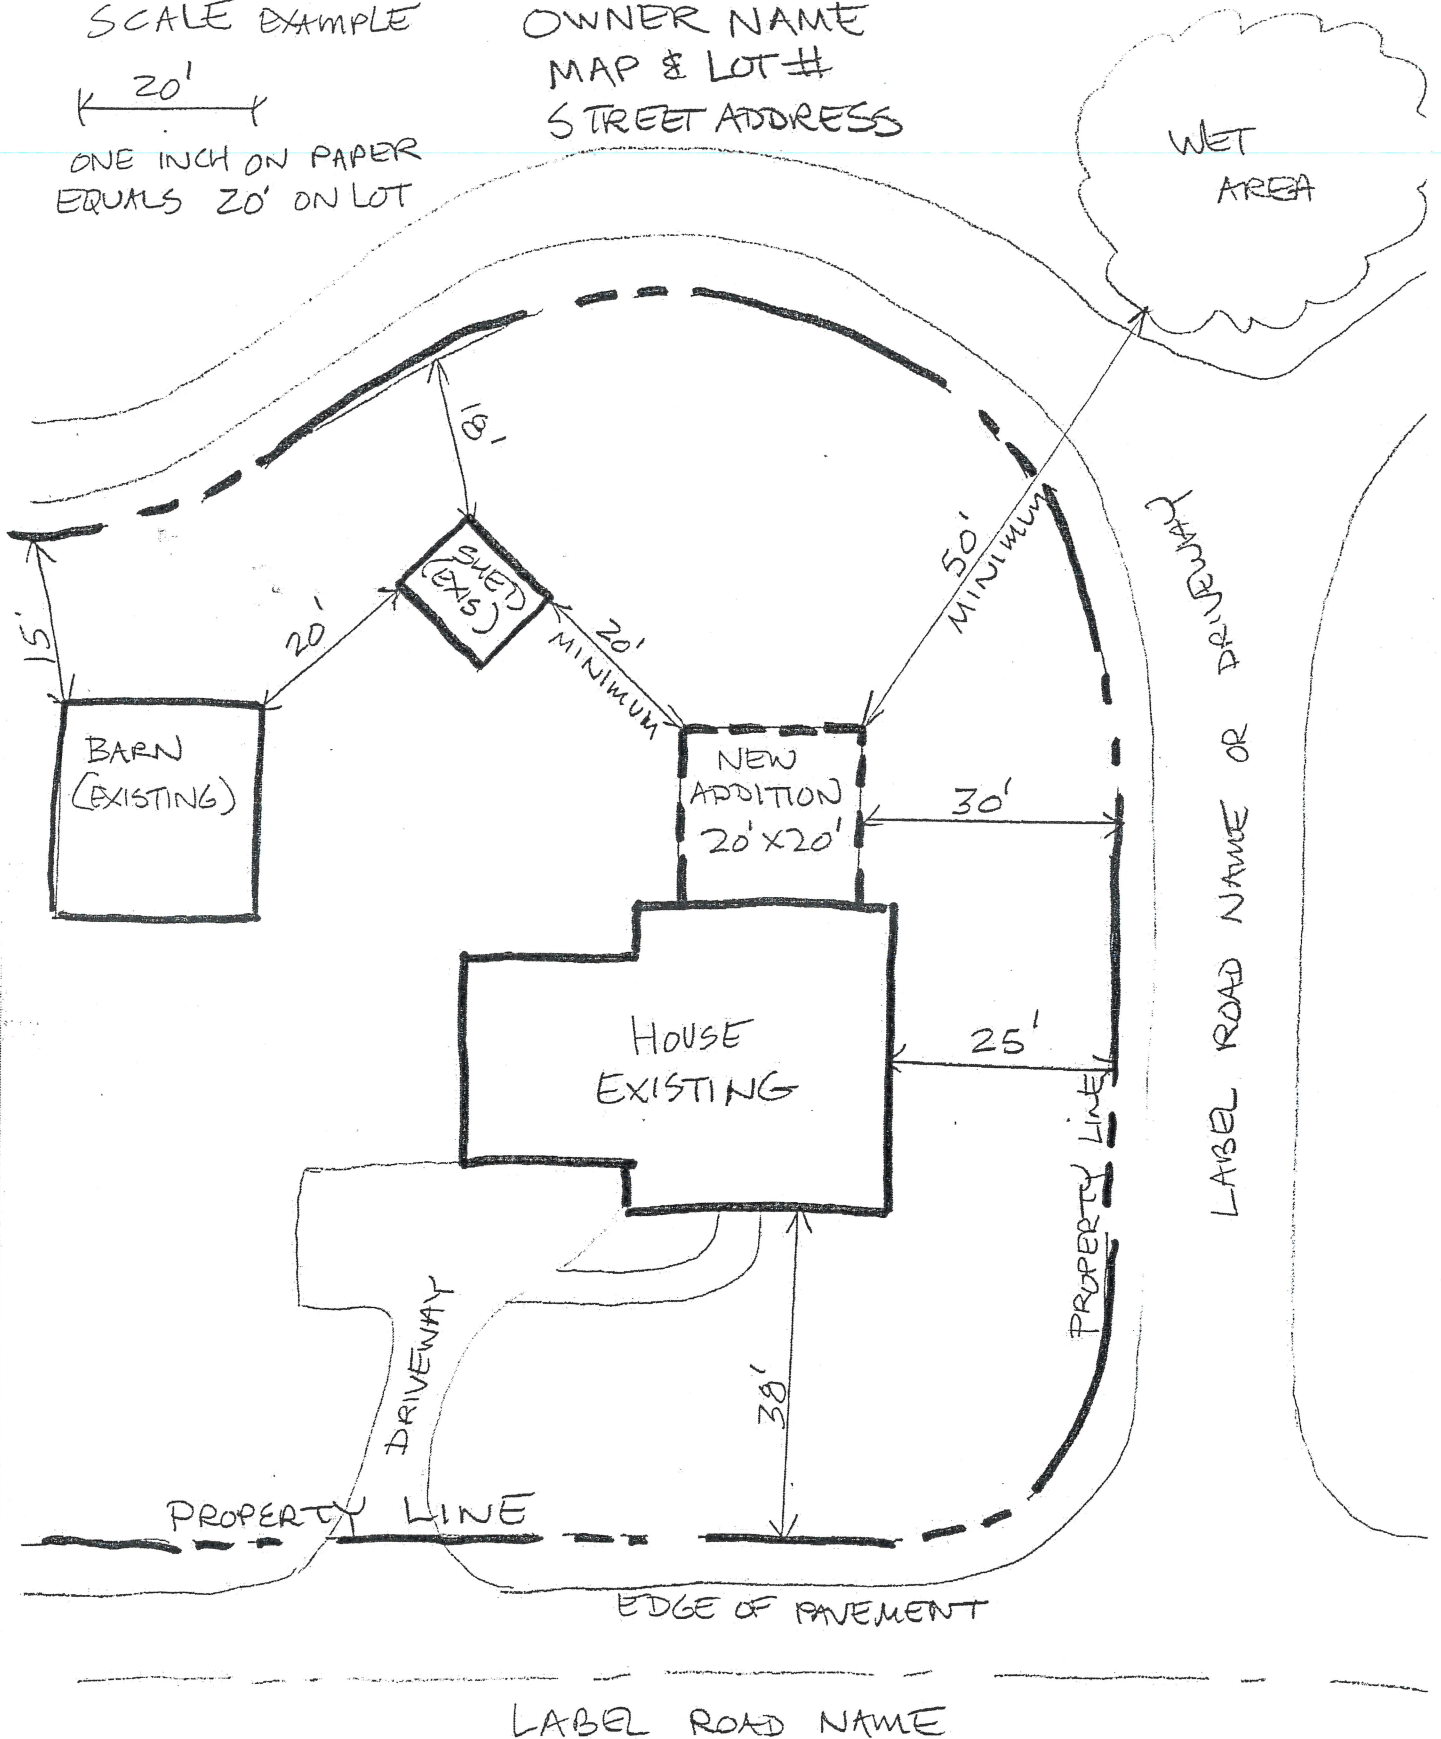 SCALE EXAMPLE
20'
ONE INCH ON PAPER
EQUALS 20' ON LOT
OWNER NAME
MAP & LOT #
STREET ADDRESS
WET
AREA
18'
15'
20'
SHED
(EXIS)
20'
MINIMUM
50'
MINIMUM
BARN
(EXISTING)
NEW
ADDITION
20'X20'
30'
HOUSE
EXISTING
25'
PROPERTY LINE
LABEL ROAD NAME OR DRIVEWAY
38'
DRIVEWAY
PROPERTY LINE
EDGE OF PAVEMENT
LABEL ROAD NAME